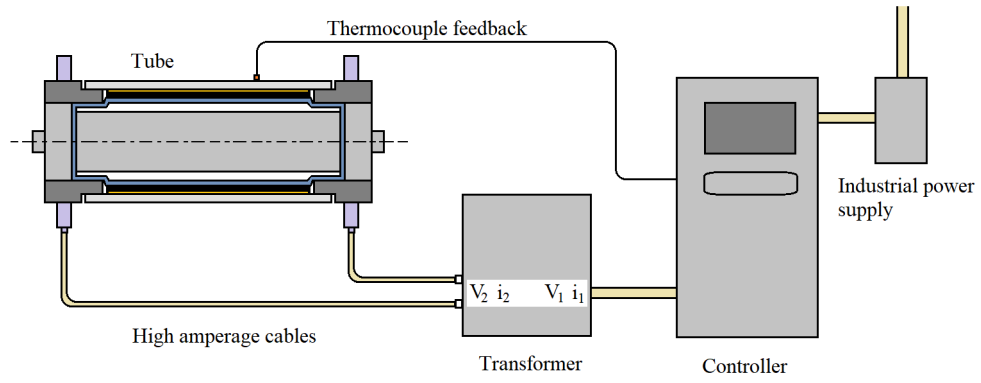 Thermocouple feedback
Tube
Industrial power
supply
V₂ i₂
V₁ i₁
High amperage cables
Transformer
Controller